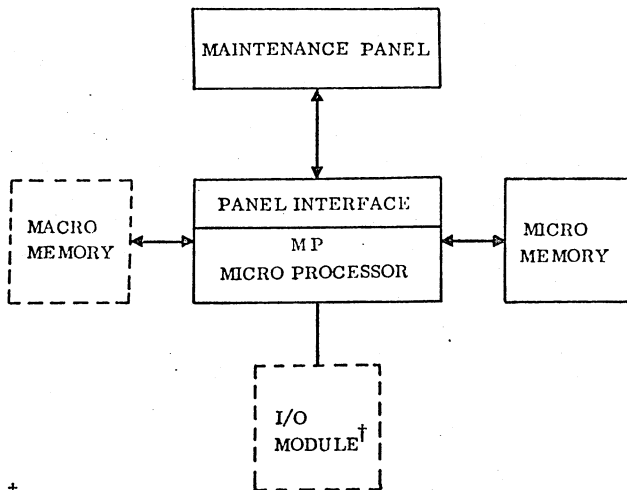 MAINTENANCE PANEL
PANEL INTERFACE
MACRO
MEMORY
MP
MICRO PROCESSOR
MICRO
MEMORY
I/O
MODULE†
†